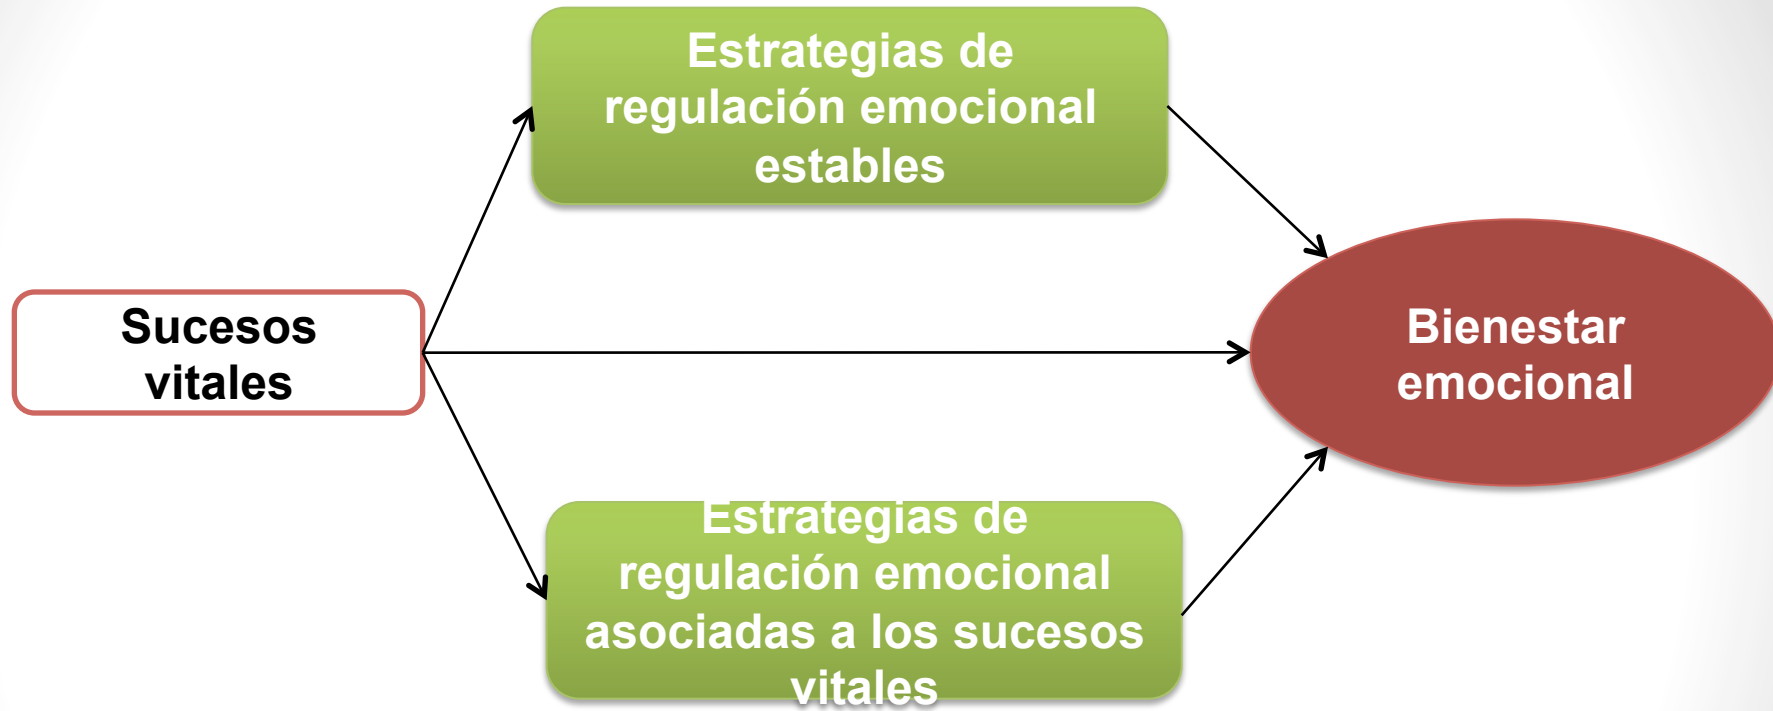 Estrategias de
regulación emocional
estables
Sucesos
vitales
Bienestar
emocional
Estrategias de
regulación emocional
asociadas a los sucesos
vitales